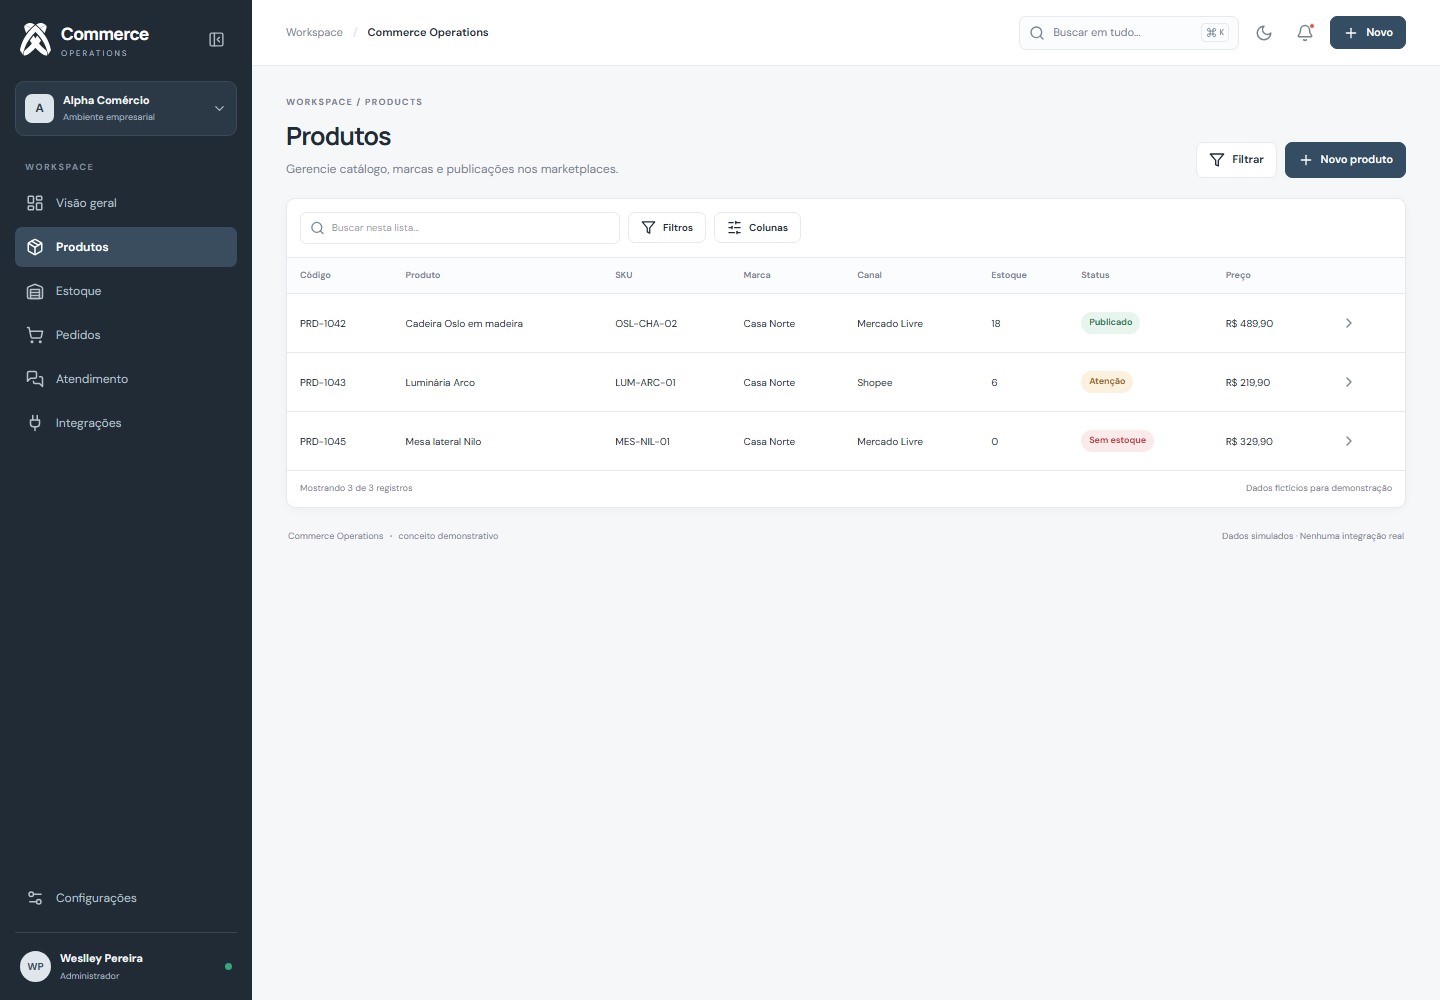 Commerce
OPERATIONS
A
Alpha Comércio
Ambiente empresarial
WORKSPACE
Visão geral
Produtos
Estoque
Pedidos
Atendimento
Integrações
Configurações
WP
Weslley Pereira
Administrador
Workspace / Commerce Operations
Buscar em tudo...
⌘ K
Novo
WORKSPACE / PRODUCTS
Produtos
Gerencie catálogo, marcas e publicações nos marketplaces.
Filtrar
Novo produto
Buscar nesta lista...
Filtros
Colunas
Código Produto SKU Marca Canal Estoque Status Preço
PRD-1042 Cadeira Oslo em madeira OSL-CHA-02 Casa Norte Mercado Livre 18 Publicado R$ 489,90
PRD-1043 Luminária Arco LUM-ARC-01 Casa Norte Shopee 6 Atenção R$ 219,90
PRD-1045 Mesa lateral Nilo MES-NIL-01 Casa Norte Mercado Livre 0 Sem estoque R$ 329,90
Mostrando 3 de 3 registros
Dados fictícios para demonstração
Commerce Operations · conceito demonstrativo
Dados simulados · Nenhuma integração real